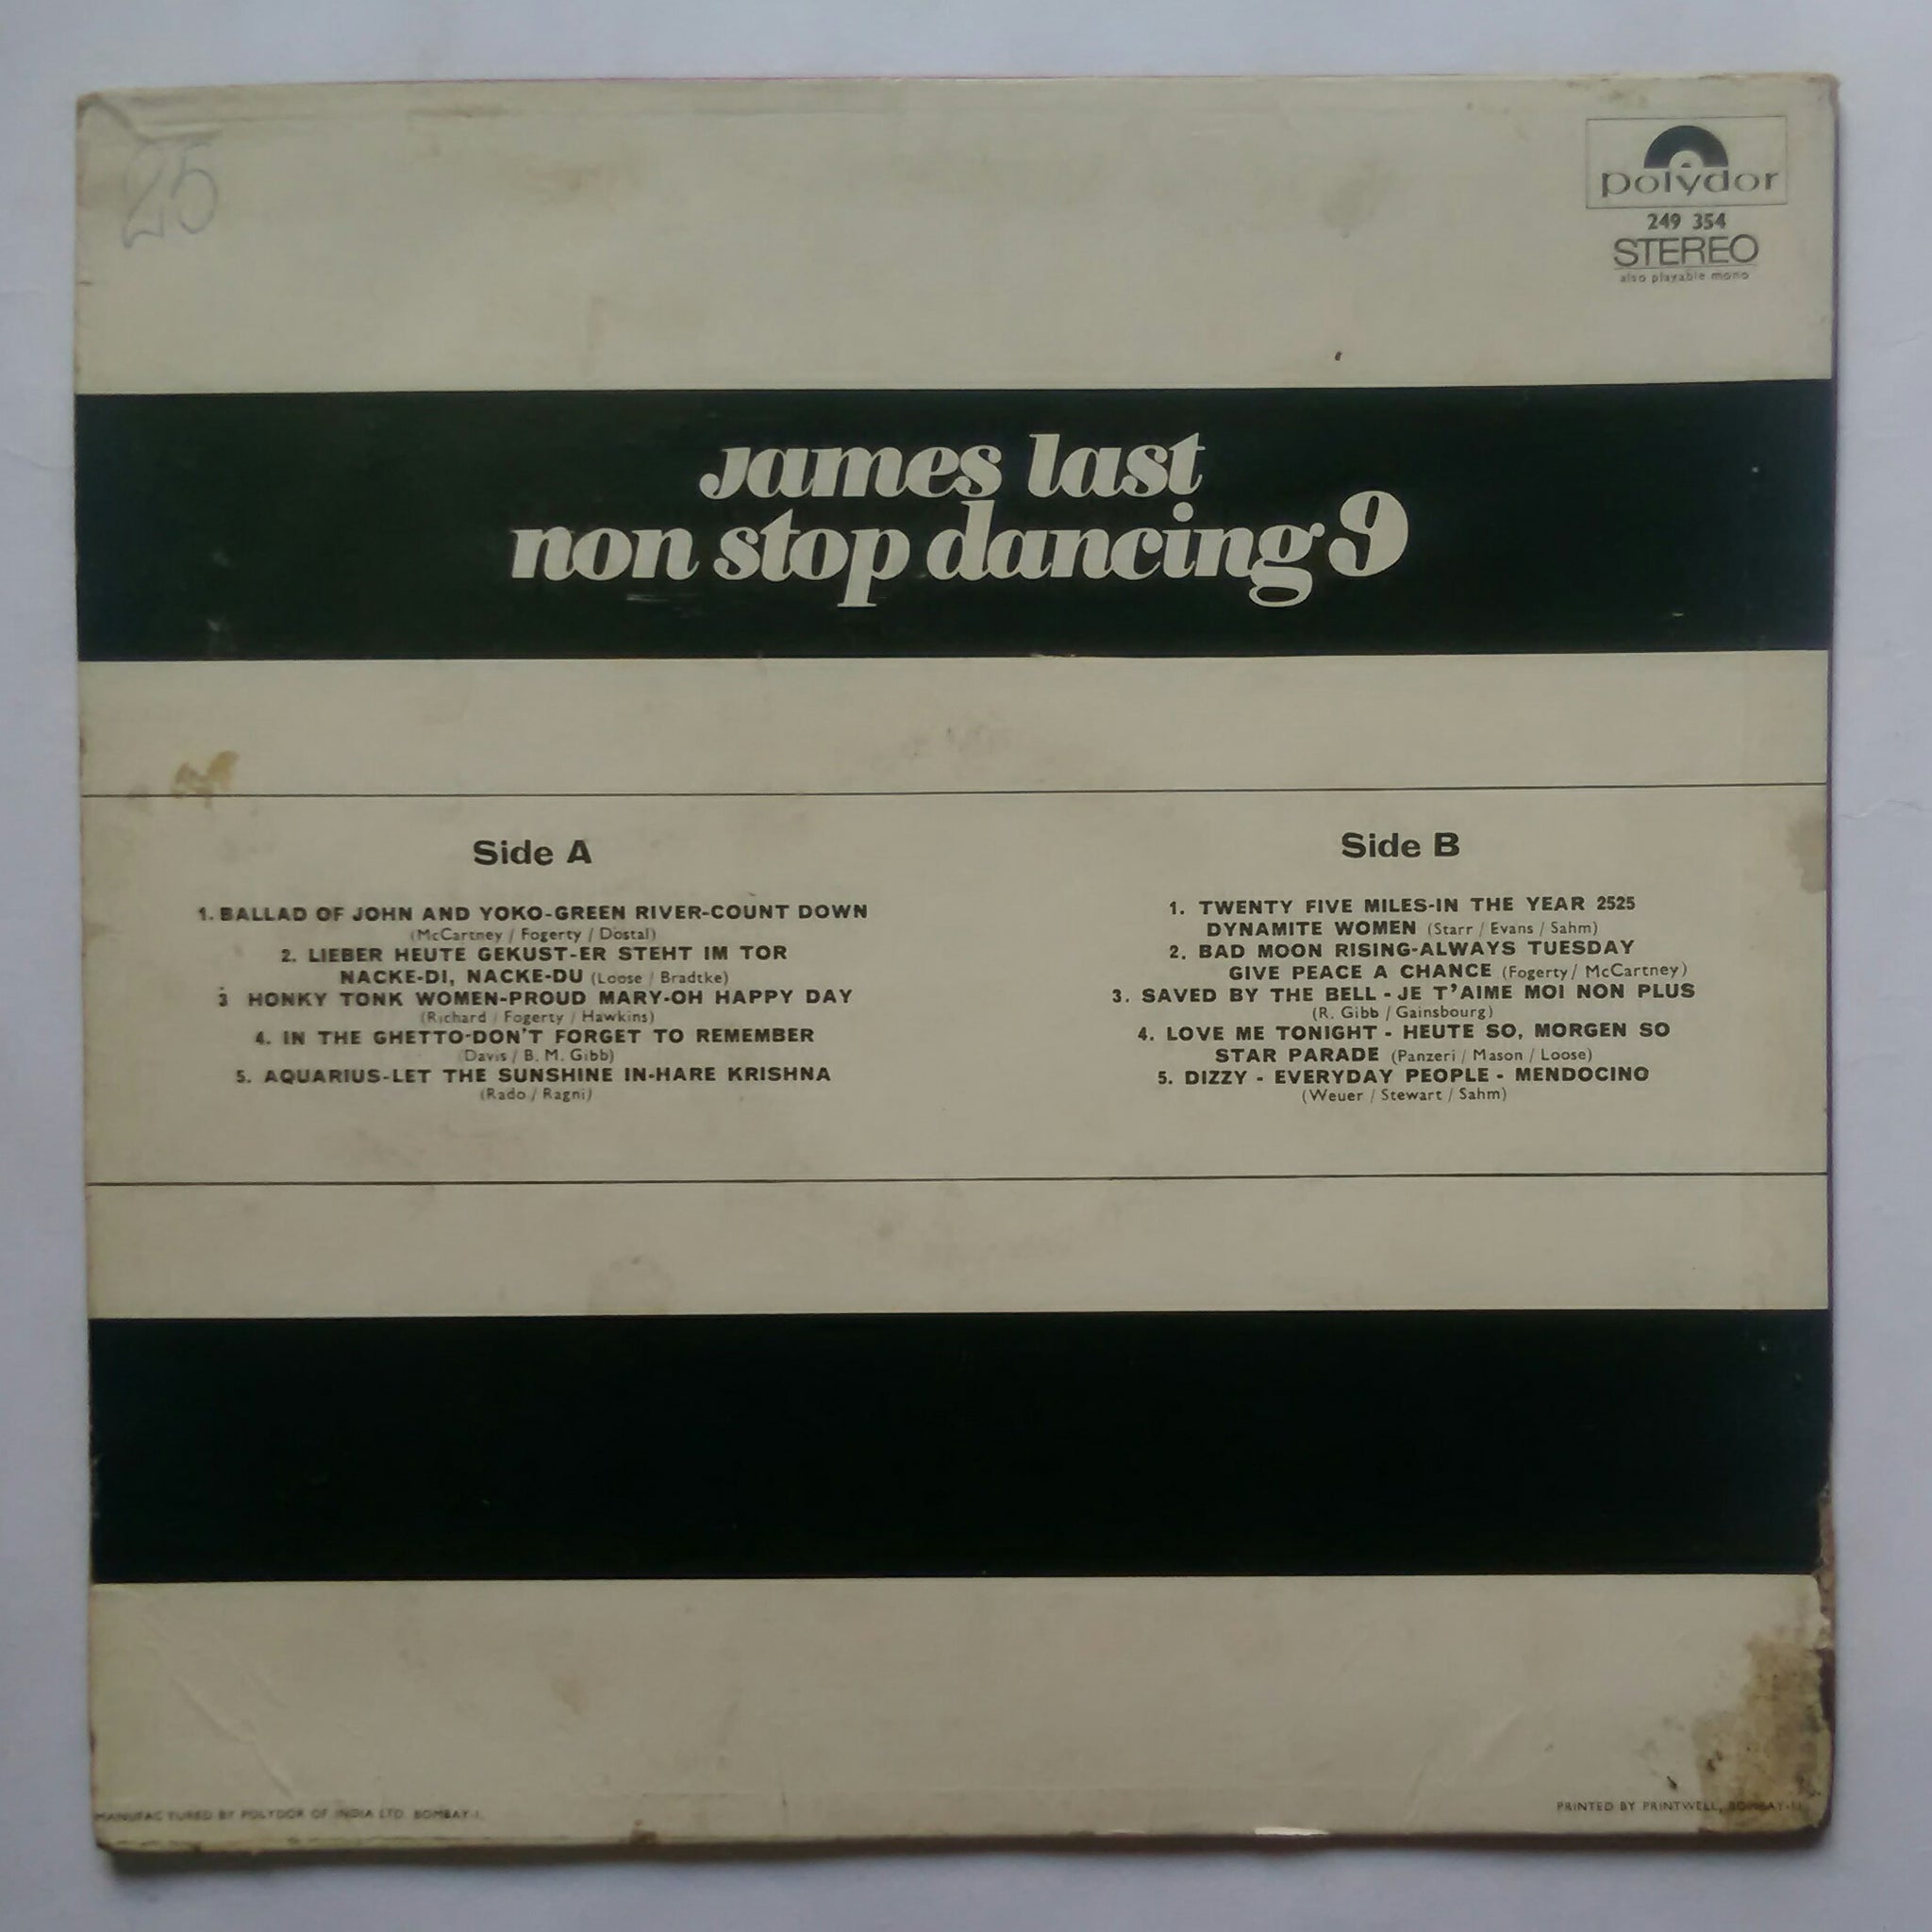 25
polydor
249 354
STEREO
also playable mono
james last
non stop dancing 9
Side A
1. BALLAD OF JOHN AND YOKO-GREEN RIVER-COUNT DOWN
(McCartney / Fogerty / Dostal)
2. LIEBER HEUTE GEKUST-ER STEHT IM TOR
NACKE-DI, NACKE-DU (Loose / Bradtke)
3 HONKY TONK WOMEN-PROUD MARY-OH HAPPY DAY
(Richard / Fogerty / Hawkins)
4. IN THE GHETTO-DON'T FORGET TO REMEMBER
Davis / B. M. Gibb)
5. AQUARIUS-LET THE SUNSHINE IN-HARE KRISHNA
(Rado / Ragni)
Side B
1. TWENTY FIVE MILES-IN THE YEAR 2525
DYNAMITE WOMEN (Starr / Evans / Sahm)
2. BAD MOON RISING-ALWAYS TUESDAY
GIVE PEACE A CHANCE (Fogerty / McCartney)
3. SAVED BY THE BELL - JE T'AIME MOI NON PLUS
(R. Gibb / Gainsbourg)
4. LOVE ME TONIGHT - HEUTE SO, MORGEN SO
STAR PARADE (Panzeri / Mason / Loose)
5. DIZZY - EVERYDAY PEOPLE - MENDOCINO
(Weuer / Stewart / Sahm)
MANUFACTURED BY POLYDOR OF INDIA LTD. BOMBAY-1.
PRINTED BY PRINTWELL, BOMBAY-11